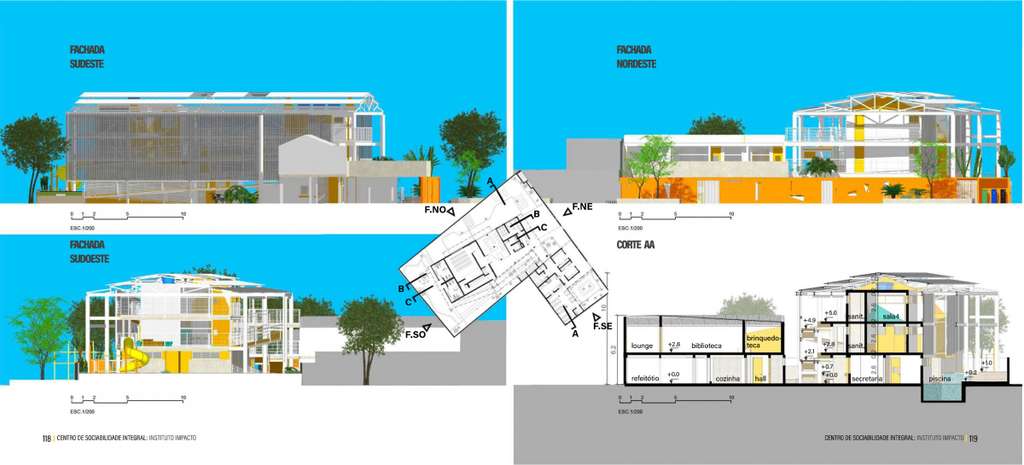 FACHADA
SUDESTE
0 1 2 5 10
ESC.1/200
FACHADA
SUDOESTE
0 1 2 5 10
ESC.1/200
118 | CENTRO DE SOCIABILIDADE INTEGRAL: INSTITUTO IMPACTO
A
F.NO
F.NE
B
C
B
C
F.SO
F.SE
A
FACHADA
NORDESTE
0 1 2 5 10
ESC.1/200
CORTE AA
10
6.2
lounge
+2.8
biblioteca
brinquedo-
teca
refeitótio
+0.0
cozinha
hall
+4.9
+5.6
sanit.
sala4
+2.8
sanit.
+2.1
+0.7
+0.0
secretaria
piscina
+0.2
+1.0
0 1 2 5 10
ESC.1/200
CENTRO DE SOCIABILIDADE INTEGRAL: INSTITUTO IMPACTO | 119